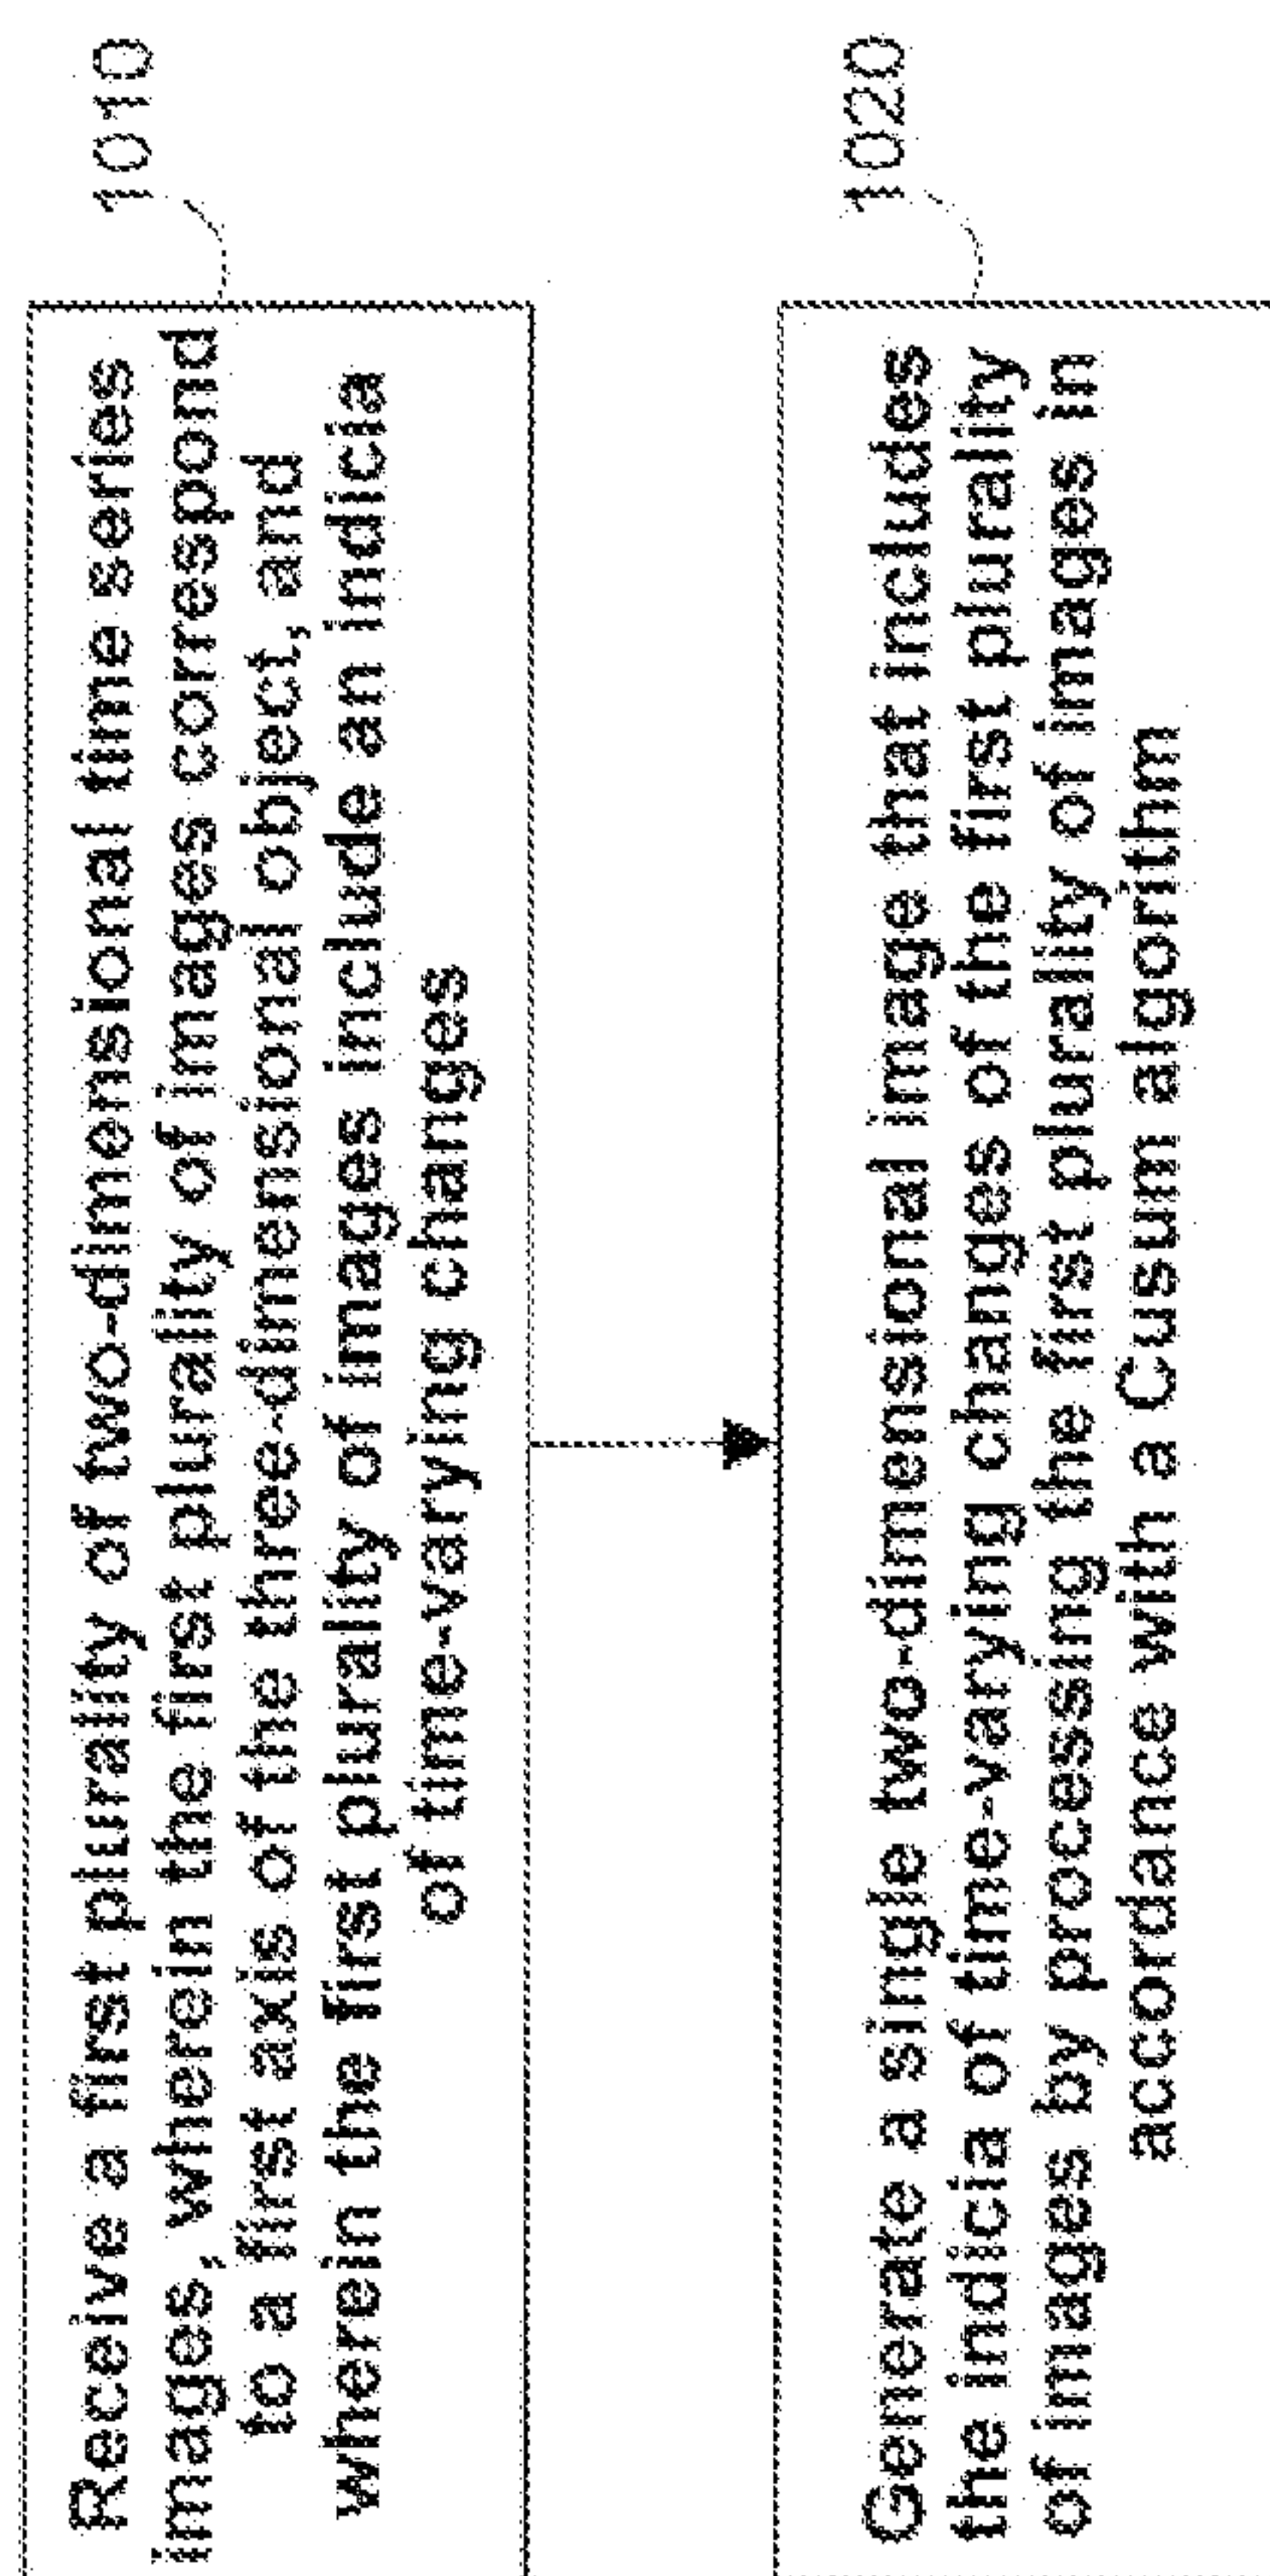 Receive a first plurality of two-dimensional time series
images, wherein the first plurality of images correspond
to a first axis of the three-dimensional object, and
wherein the first plurality of images include an indicia
of time-varying changes
1010
Generate a single two-dimensional image that includes
the indicia of time-varying changes of the first plurality
of images by processing the first plurality of images in
accordance with a Cusum algorithm
1020